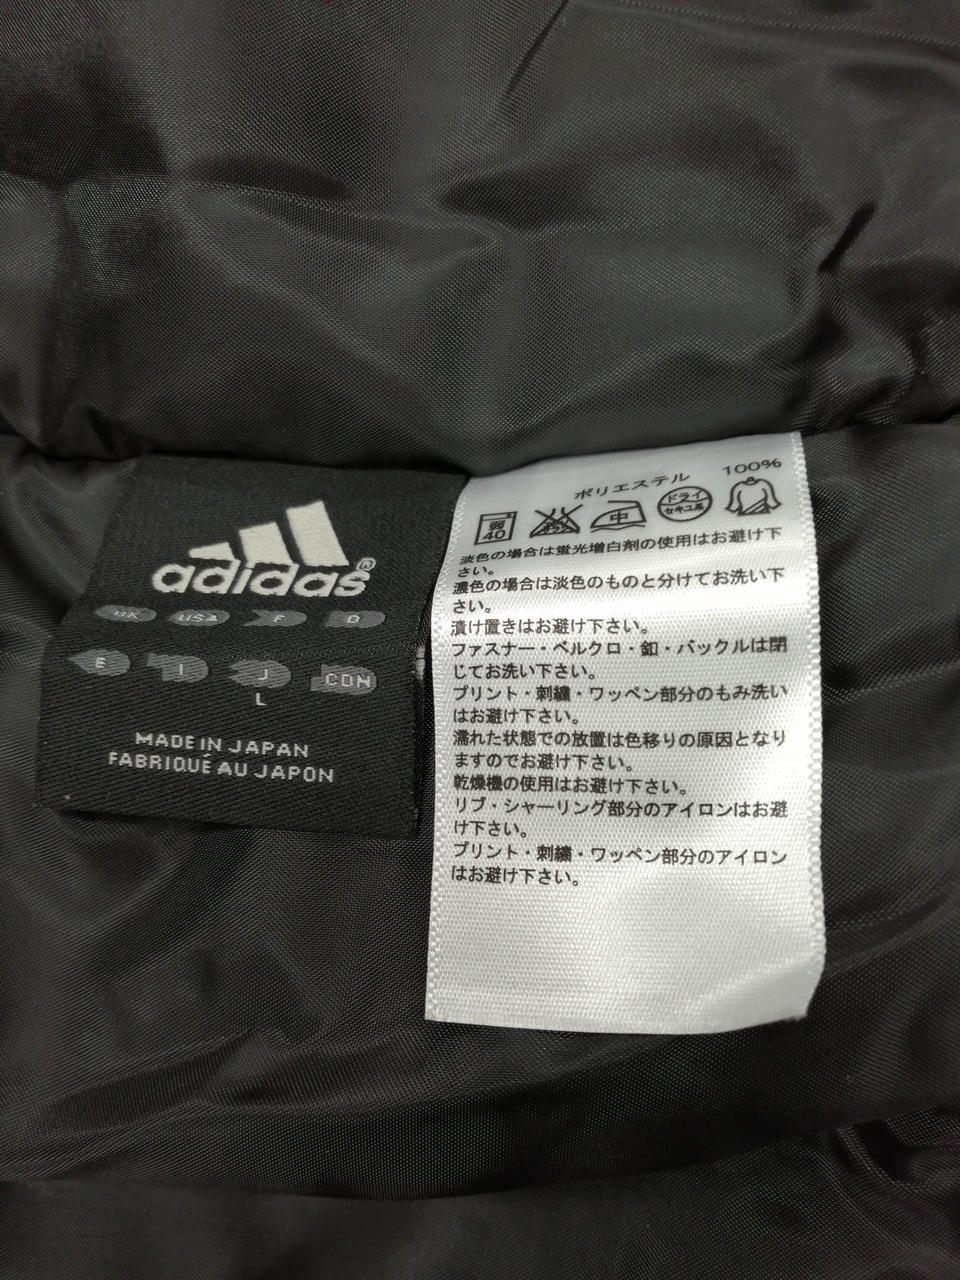 adidas®
UK USA F D
E I J CDN
L
MADE IN JAPAN
FABRIQUÉ AU JAPON
ポリエステル 100%
弱 40 中 ドライ セキユ系
淡色の場合は蛍光増白剤の使用はお避け下
さい。
濃色の場合は淡色のものと分けてお洗い下
さい。
漬け置きはお避け下さい。
ファスナー・ベルクロ・釦・バックルは閉
じてお洗い下さい。
プリント・刺繍・ワッペン部分のもみ洗い
はお避け下さい。
濡れた状態での放置は色移りの原因となり
ますのでお避け下さい。
乾燥機の使用はお避け下さい。
リブ・シャーリング部分のアイロンはお避
け下さい。
プリント・刺繍・ワッペン部分のアイロン
はお避け下さい。